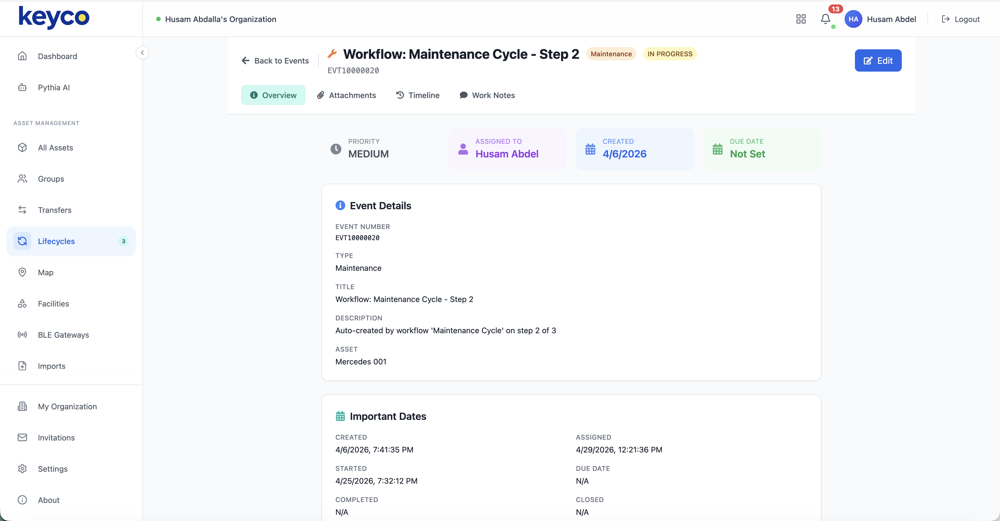 keyco
Husam Abdalla's Organization
13
HA
Husam Abdel
Logout
Dashboard
Pythia AI
ASSET MANAGEMENT
All Assets
Groups
Transfers
Lifecycles
3
Map
Facilities
BLE Gateways
Imports
My Organization
Invitations
Settings
About
Back to Events
Workflow: Maintenance Cycle - Step 2
Maintenance
IN PROGRESS
EVT10000020
Edit
Overview
Attachments
Timeline
Work Notes
PRIORITY
MEDIUM
ASSIGNED TO
Husam Abdel
CREATED
4/6/2026
DUE DATE
Not Set
Event Details
EVENT NUMBER
EVT10000020
TYPE
Maintenance
TITLE
Workflow: Maintenance Cycle - Step 2
DESCRIPTION
Auto-created by workflow 'Maintenance Cycle' on step 2 of 3
ASSET
Mercedes 001
Important Dates
CREATED
4/6/2026, 7:41:35 PM
ASSIGNED
4/29/2026, 12:21:36 PM
STARTED
4/25/2026, 7:32:12 PM
DUE DATE
N/A
COMPLETED
N/A
CLOSED
N/A